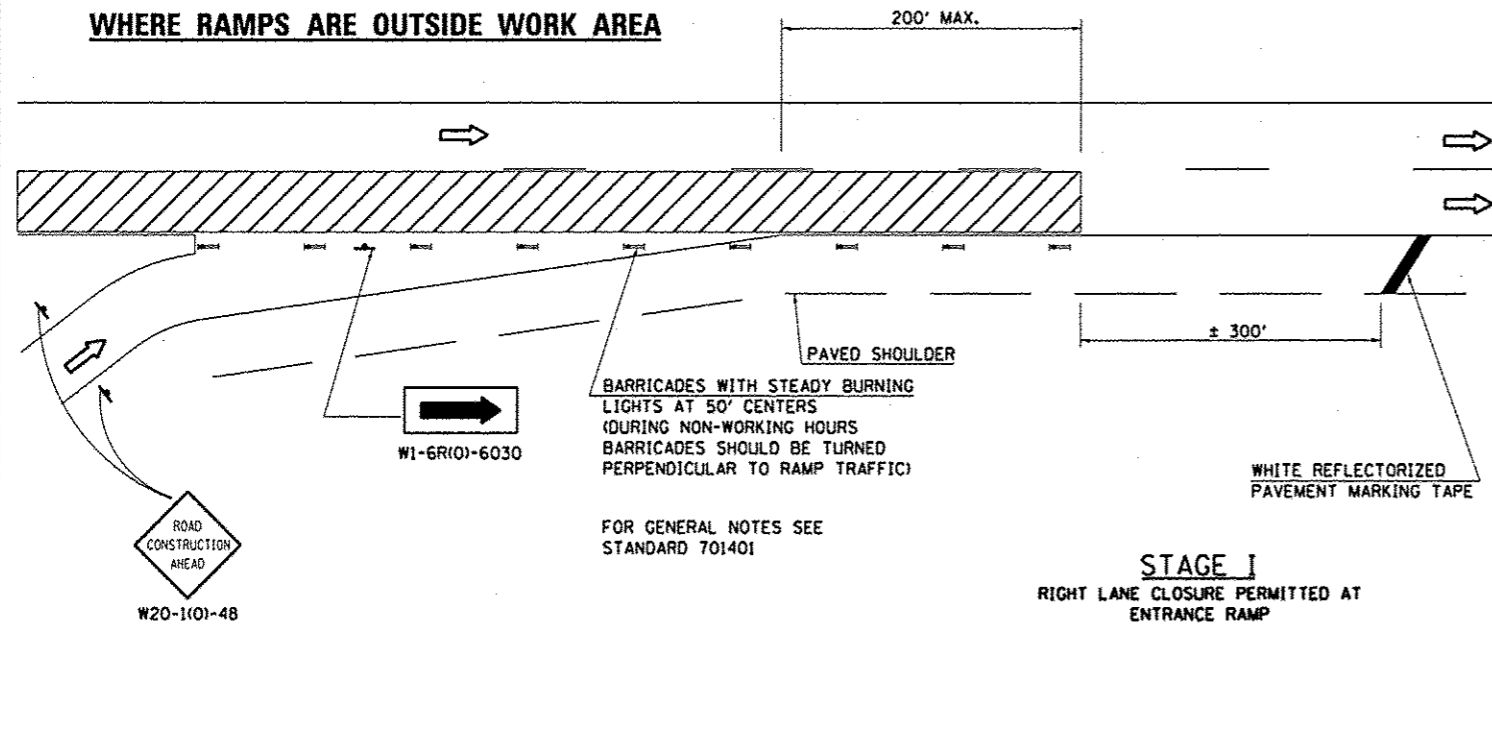 WHERE RAMPS ARE OUTSIDE WORK AREA
200' MAX.
± 300'
PAVED SHOULDER
BARRICADES WITH STEADY BURNING
LIGHTS AT 50' CENTERS
(DURING NON-WORKING HOURS
BARRICADES SHOULD BE TURNED
PERPENDICULAR TO RAMP TRAFFIC)
W1-6R(O)-6030
WHITE REFLECTORIZED
PAVEMENT MARKING TAPE
ROAD
CONSTRUCTION
AHEAD
W20-1(O)-48
FOR GENERAL NOTES SEE
STANDARD 701401
STAGE I
RIGHT LANE CLOSURE PERMITTED AT
ENTRANCE RAMP